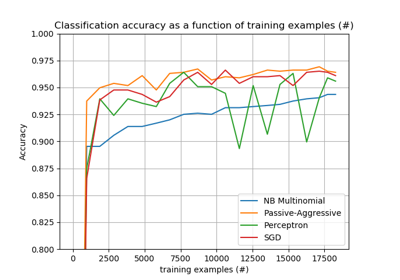 Classification accuracy as a function of training examples (#)
1.000
0.975
0.950
0.925
0.900
0.875
0.850
0.825
0.800
Accuracy
NB Multinomial
Passive-Aggressive
Perceptron
SGD
0 2500 5000 7500 10000 12500 15000 17500
training examples (#)